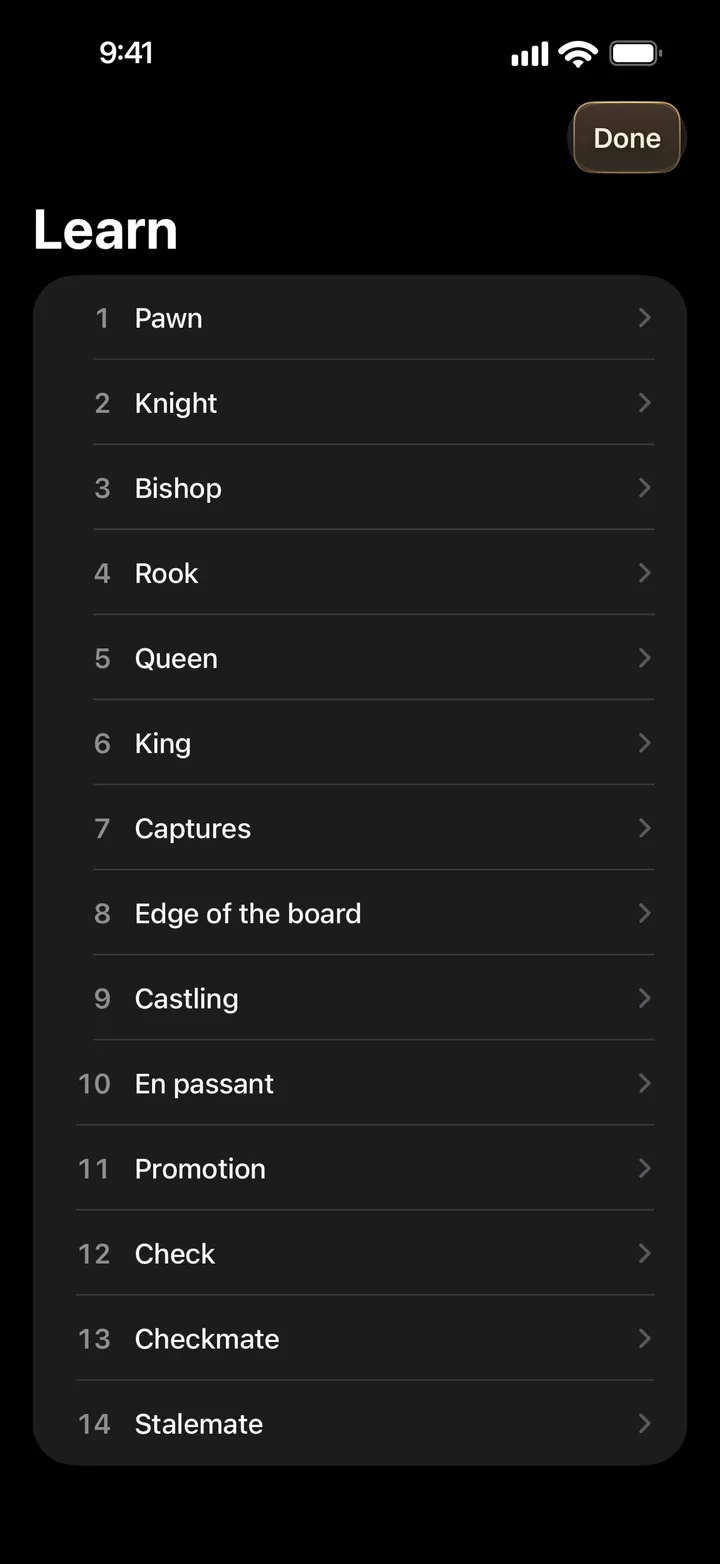 9:41
Done
Learn
1 Pawn
2 Knight
3 Bishop
4 Rook
5 Queen
6 King
7 Captures
8 Edge of the board
9 Castling
10 En passant
11 Promotion
12 Check
13 Checkmate
14 Stalemate